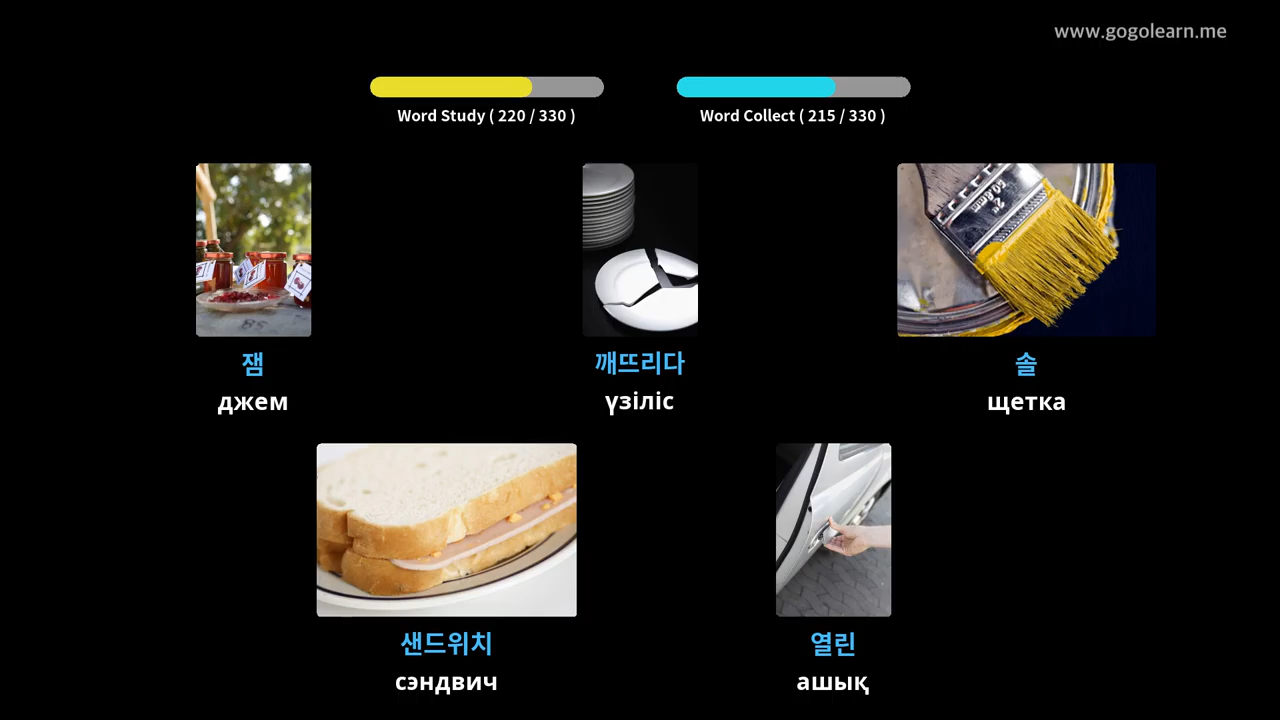 www.gogolearn.me
Word Study ( 220 / 330 )
Word Collect ( 215 / 330 )
잼
джем
깨뜨리다
үзіліс
솔
щетка
샌드위치
сэндвич
열린
ашық